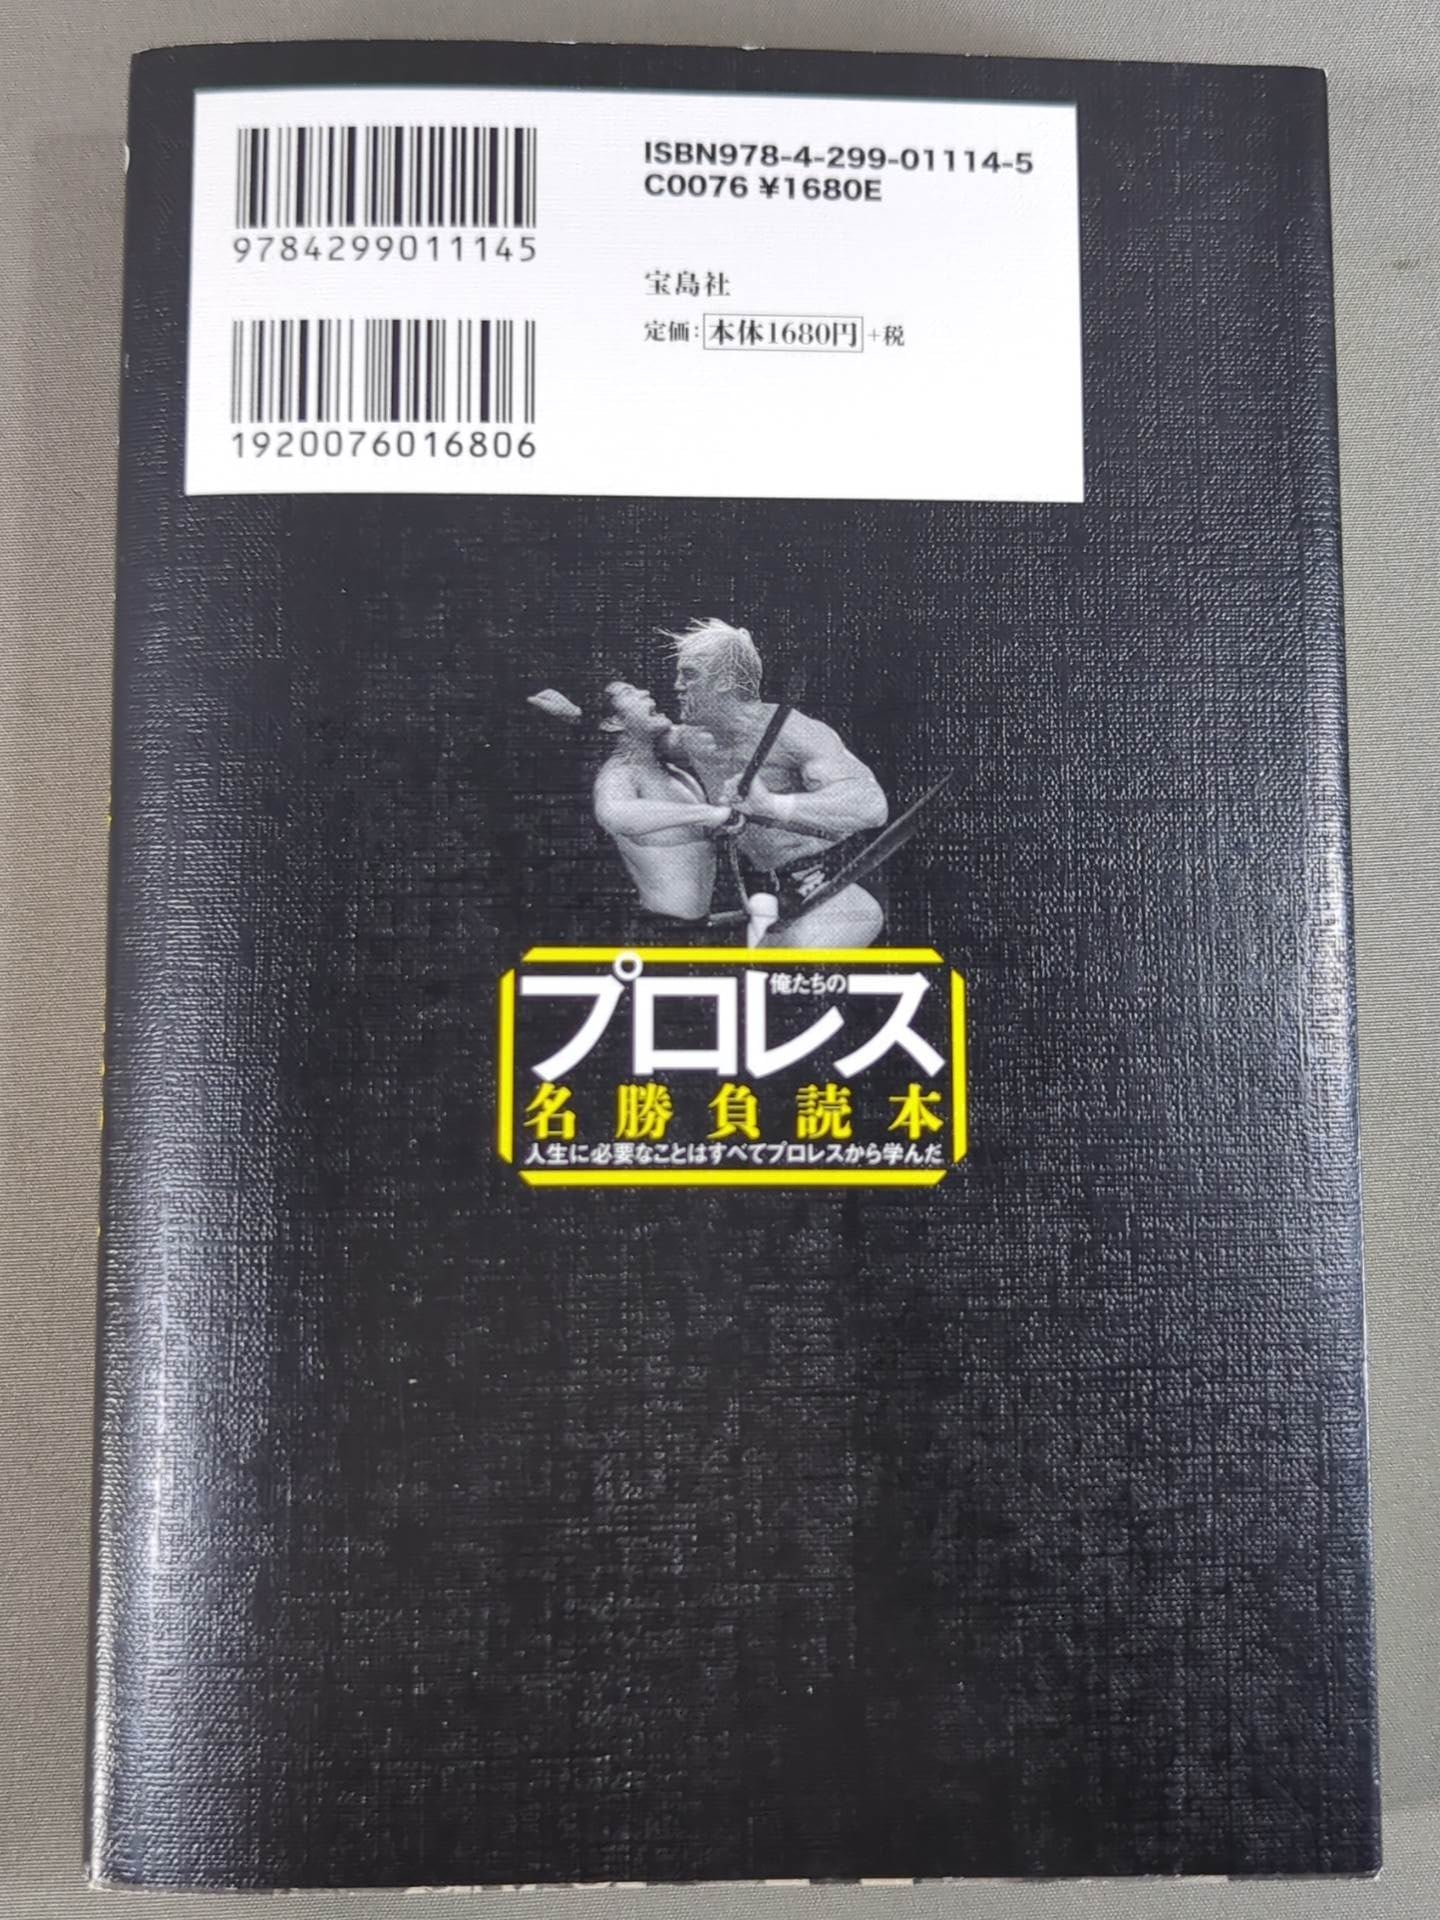 ISBN978-4-299-01114-5
C0076 ¥1680E
9784299011145
宝島社
定価：本体1680円+税
1920076016806
俺たちの
プロレス
名勝負読本
人生に必要なことはすべてプロレスから学んだ